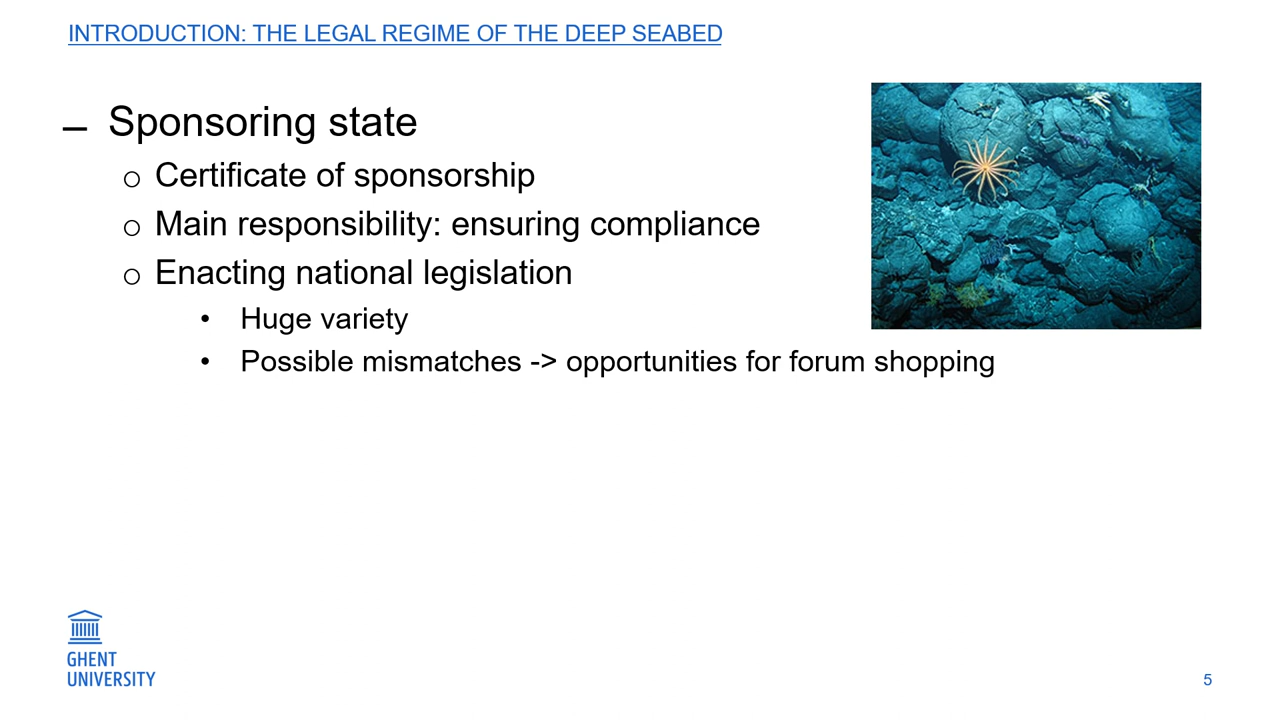 INTRODUCTION: THE LEGAL REGIME OF THE DEEP SEABED
– Sponsoring state
o Certificate of sponsorship
o Main responsibility: ensuring compliance
o Enacting national legislation
• Huge variety
• Possible mismatches -> opportunities for forum shopping
GHENT
UNIVERSITY
5